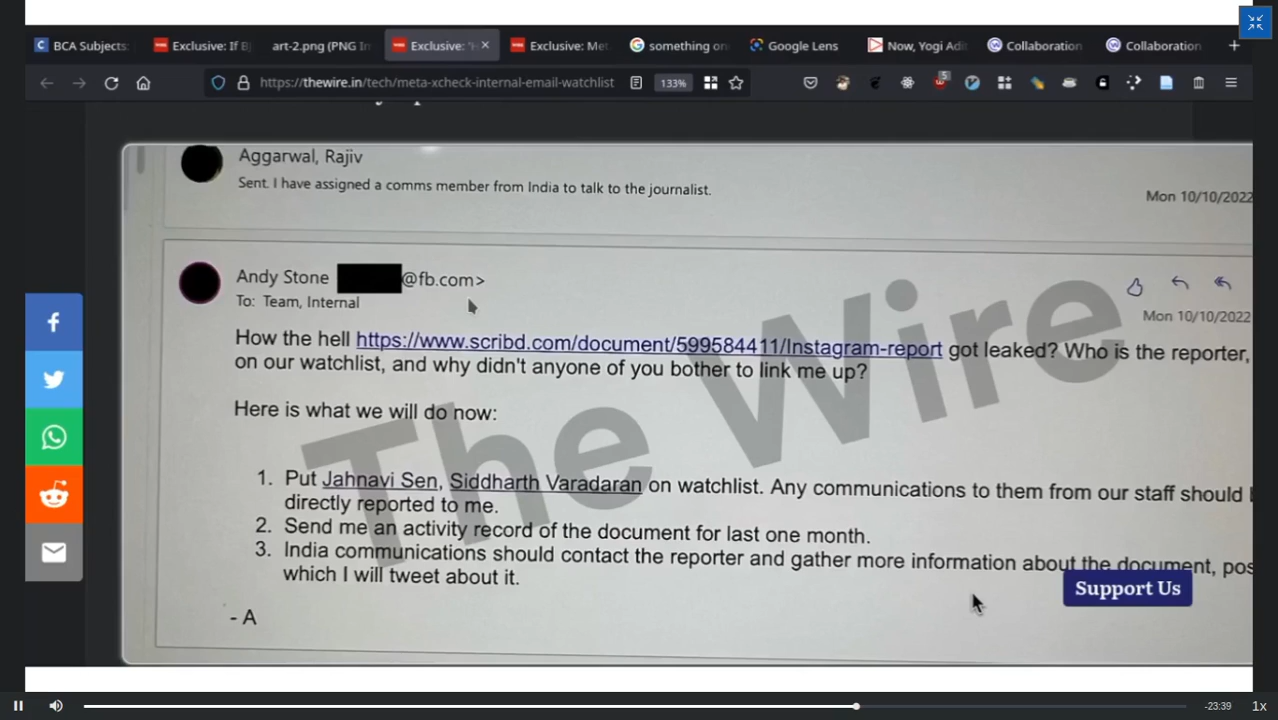 BCA Subjects:
Exclusive: If B
art-2.png (PNG Im
Exclusive: 'H
Exclusive: Met
something on
Google Lens
Now, Yogi Adit
Collaboration
Collaboration
https://thewire.in/tech/meta-xcheck-internal-email-watchlist
133%
5
Aggarwal, Rajiv
Sent. I have assigned a comms member from India to talk to the journalist.
Mon 10/10/2022
Andy Stone @fb.com>
To: Team, Internal
Mon 10/10/2022
How the hell https://www.scribd.com/document/599584411/Instagram-report got leaked? Who is the reporter,
on our watchlist, and why didn't anyone of you bother to link me up?
Here is what we will do now:
1. Put Jahnavi Sen, Siddharth Varadaran on watchlist. Any communications to them from our staff should
directly reported to me.
2. Send me an activity record of the document for last one month.
3. India communications should contact the reporter and gather more information about the document, pos
which I will tweet about it.
- A
The Wire
Support Us
-23:39
1x